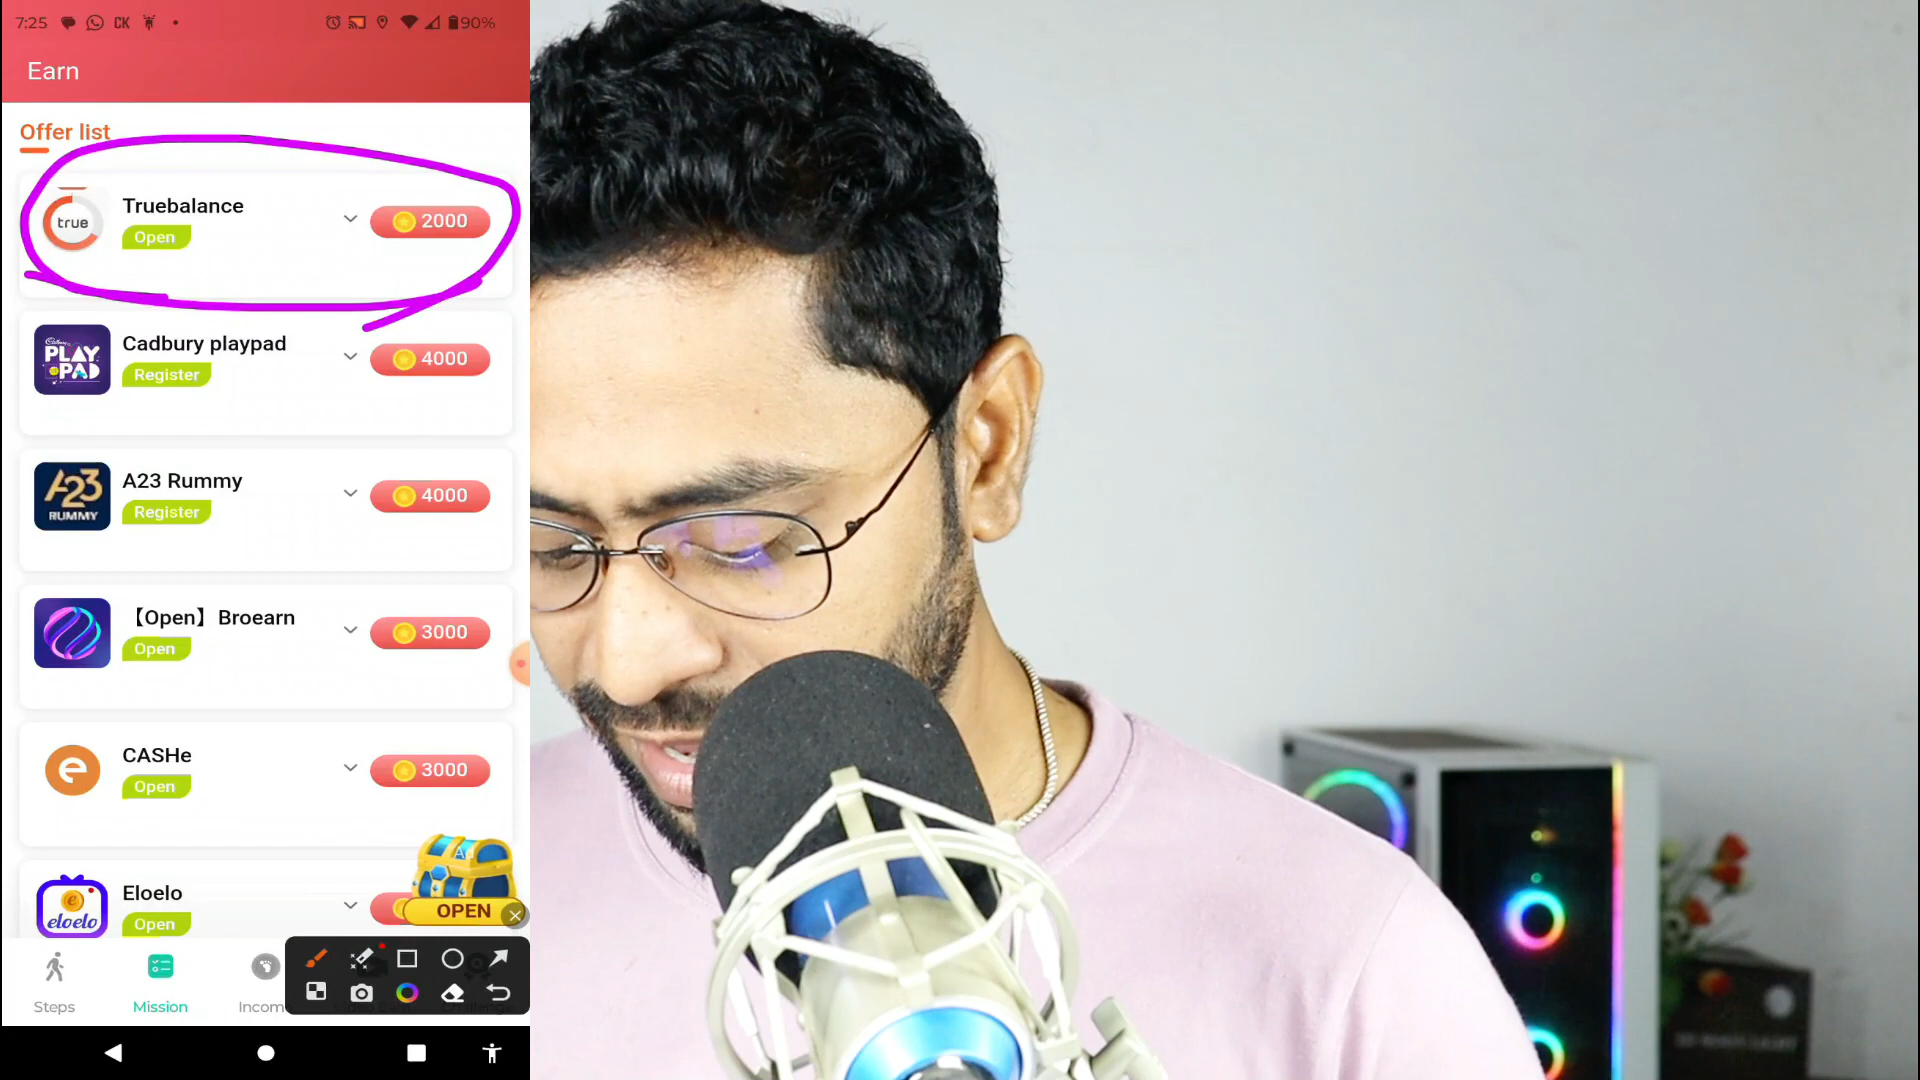 7:25 CK 90%
Earn
Offer list
true
Truebalance
Open
2000
Cadbury
PLAY
PAD
Cadbury playpad
Register
4000
A23
RUMMY
A23 Rummy
Register
4000
【Open】Broearn
Open
3000
e
CASHe
Open
3000
e
eloelo
Eloelo
Open
OPEN
Steps
Mission
Incom